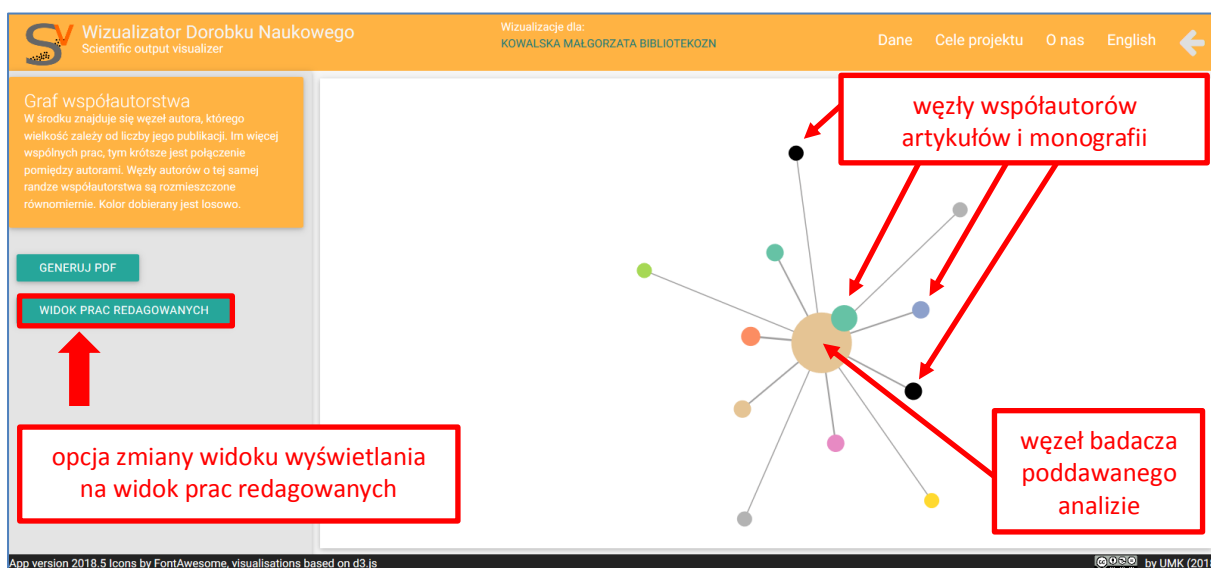 SV
Wizualizator Dorobku Naukowego
Scientific output visualizer
Wizualizacje dla:
KOWALSKA MAŁGORZATA BIBLIOTEKOZN
Dane Cele projektu O nas English
Graf współautorstwa
W środku znajduje się węzeł autora, którego
wielkość zależy od liczby jego publikacji. Im więcej
wspólnych prac, tym krótsze jest połączenie
pomiędzy autorami. Węzły autorów o tej samej
randze współautorstwa są rozmieszczone
równomiernie. Kolor dobierany jest losowo.
GENERUJ PDF
WIDOK PRAC REDAGOWANYCH
opcja zmiany widoku wyświetlania
na widok prac redagowanych
węzły współautorów
artykułów i monografii
węzeł badacza
poddawanego
analizie
App version 2018.5 Icons by FontAwesome, visualisations based on d3.js
by UMK (201